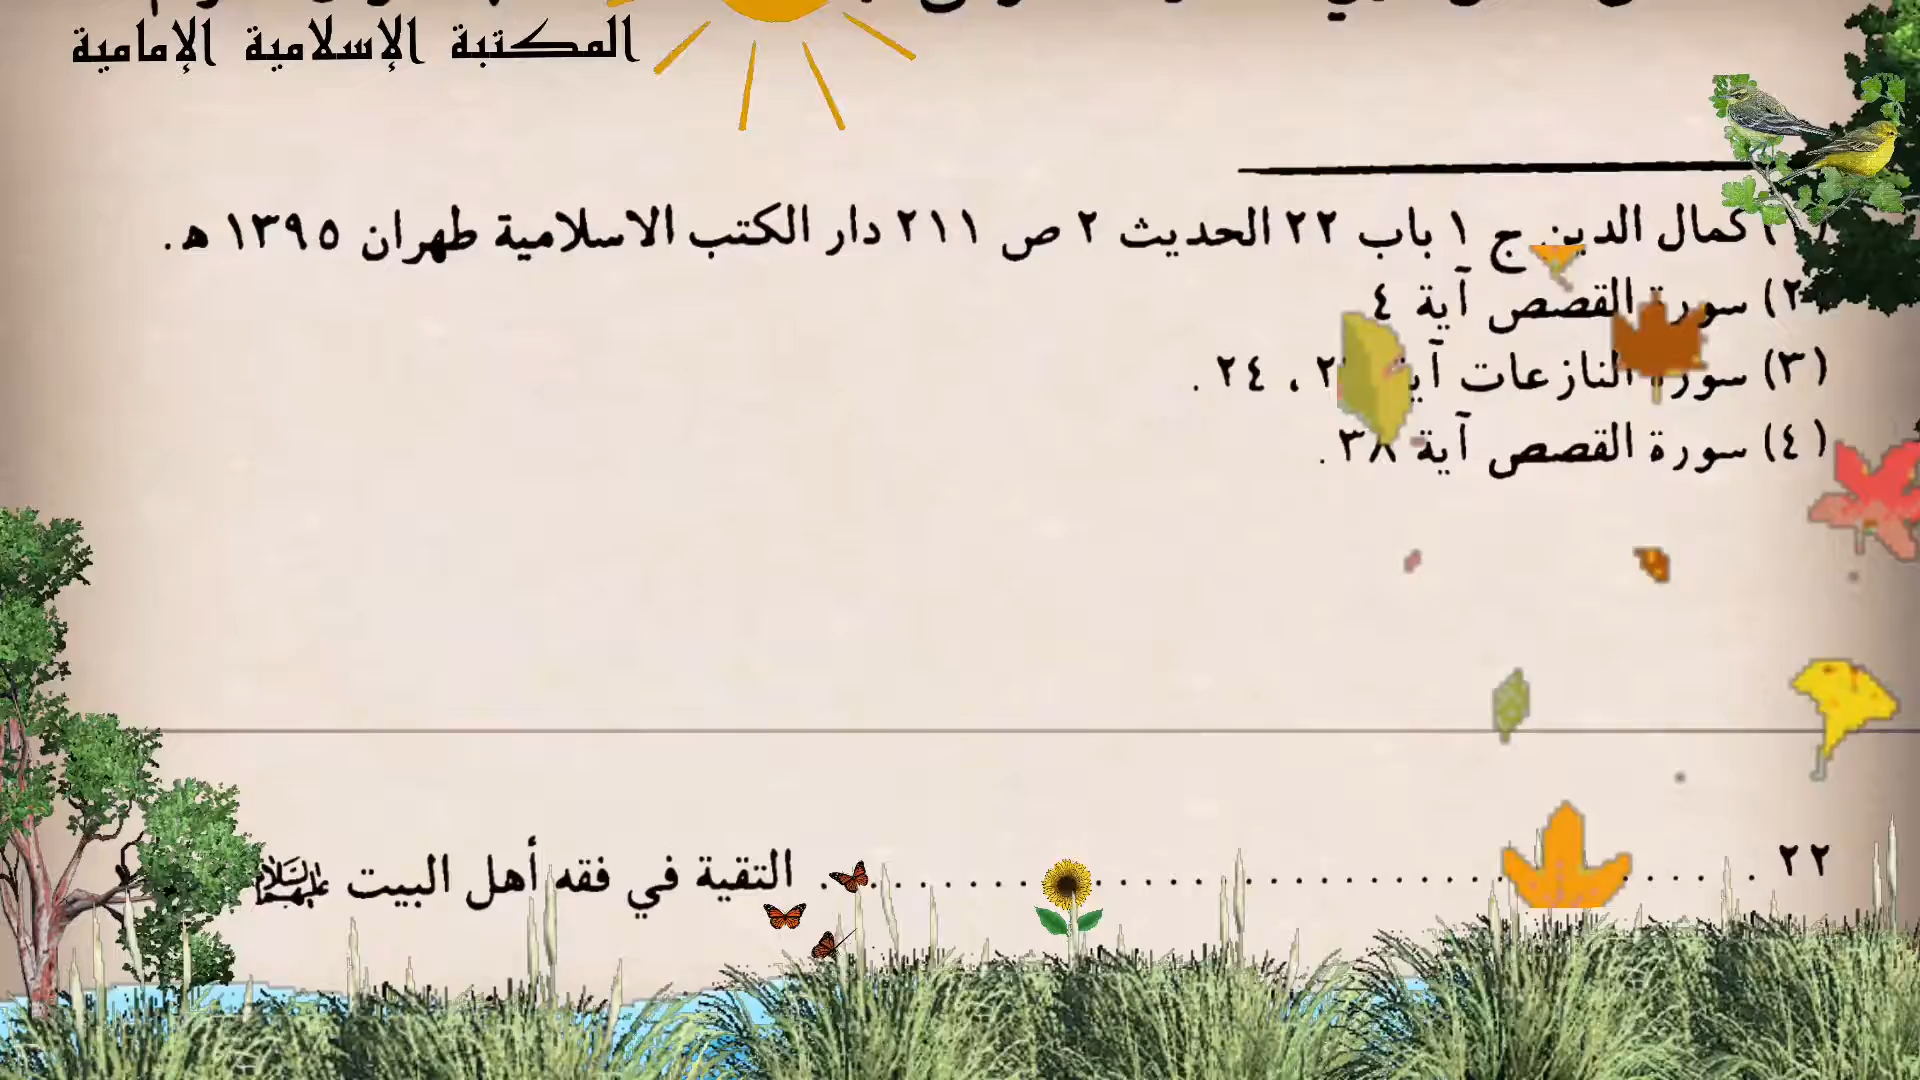 المكتبة الإسلامية الإمامية
كمال الدين ج ١ باب ٢٢ الحديث ٢ ص ٢١١ دار الكتب الاسلامية طهران ١٣٩٥ ه .
(٢) سورة القصص آية ٤
(٣) سورة النازعات آية ، ٢٤ .
(٤) سورة القصص آية ٣٨ .
٢٢ . . . . . . . . . . . . . . . . . . . . التقية في فقه أهل البيت عليهم السلام